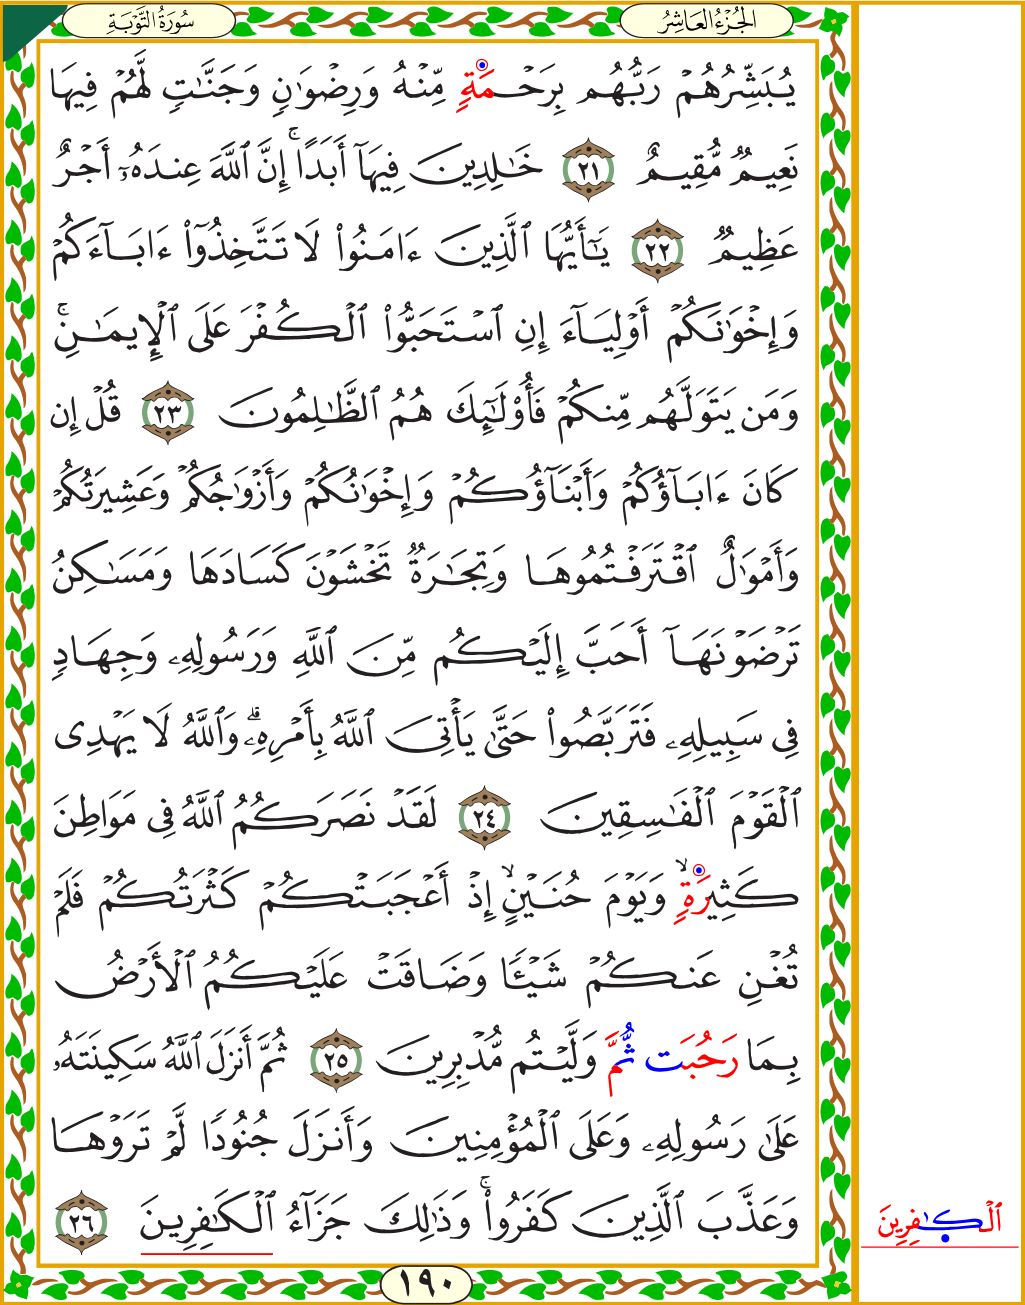 سُورَةُ التَّوْبَةِ
الجُزْءُ العَاشِرُ
يُبَشِّرُهُمْ رَبُّهُم بِرَحْمَةٍ مِّنْهُ وَرِضْوَٰنٍ وَجَنَّٰتٍ لَّهُمْ فِيهَا
نَعِيمٌ مُّقِيمٌ ٢١ خَٰلِدِينَ فِيهَآ أَبَدًا ۚ إِنَّ ٱللَّهَ عِندَهُۥٓ أَجْرٌ
عَظِيمٌ ٢٢ يَٰٓأَيُّهَا ٱلَّذِينَ ءَامَنُوا۟ لَا تَتَّخِذُوٓا۟ ءَابَآءَكُمْ
وَإِخْوَٰنَكُمْ أَوْلِيَآءَ إِنِ ٱسْتَحَبُّوا۟ ٱلْكُفْرَ عَلَى ٱلْإِيمَٰنِ ۚ
وَمَن يَتَوَلَّهُم مِّنكُمْ فَأُو۟لَٰٓئِكَ هُمُ ٱلظَّٰلِمُونَ ٢٣ قُلْ إِن
كَانَ ءَابَآؤُكُمْ وَأَبْنَآؤُكُمْ وَإِخْوَٰنُكُمْ وَأَزْوَٰجُكُمْ وَعَشِيرَتُكُمْ
وَأَمْوَٰلٌ ٱقْتَرَفْتُمُوهَا وَتِجَٰرَةٌ تَخْشَوْنَ كَسَادَهَا وَمَسَٰكِنُ
تَرْضَوْنَهَآ أَحَبَّ إِلَيْكُم مِّنَ ٱللَّهِ وَرَسُولِهِۦ وَجِهَادٍ
فِى سَبِيلِهِۦ فَتَرَبَّصُوا۟ حَتَّىٰ يَأْتِىَ ٱللَّهُ بِأَمْرِهِۦ ۗ وَٱللَّهُ لَا يَهْدِى
ٱلْقَوْمَ ٱلْفَٰسِقِينَ ٢٤ لَقَدْ نَصَرَكُمُ ٱللَّهُ فِى مَوَاطِنَ
كَثِيرَةٍ ۙ وَيَوْمَ حُنَيْنٍ ۙ إِذْ أَعْجَبَتْكُمْ كَثْرَتُكُمْ فَلَمْ
تُغْنِ عَنكُمْ شَيْـًٔا وَضَاقَتْ عَلَيْكُمُ ٱلْأَرْضُ
بِمَا رَحُبَت ثُّمَّ وَلَّيْتُم مُّدْبِرِينَ ٢٥ ثُمَّ أَنزَلَ ٱللَّهُ سَكِينَتَهُۥ
عَلَىٰ رَسُولِهِۦ وَعَلَى ٱلْمُؤْمِنِينَ وَأَنزَلَ جُنُودًا لَّمْ تَرَوْهَا
وَعَذَّبَ ٱلَّذِينَ كَفَرُوا۟ ۚ وَذَٰلِكَ جَزَآءُ ٱلْكَٰفِرِينَ ٢٦
ٱلْكَٰفِرِينَ
١٩٠